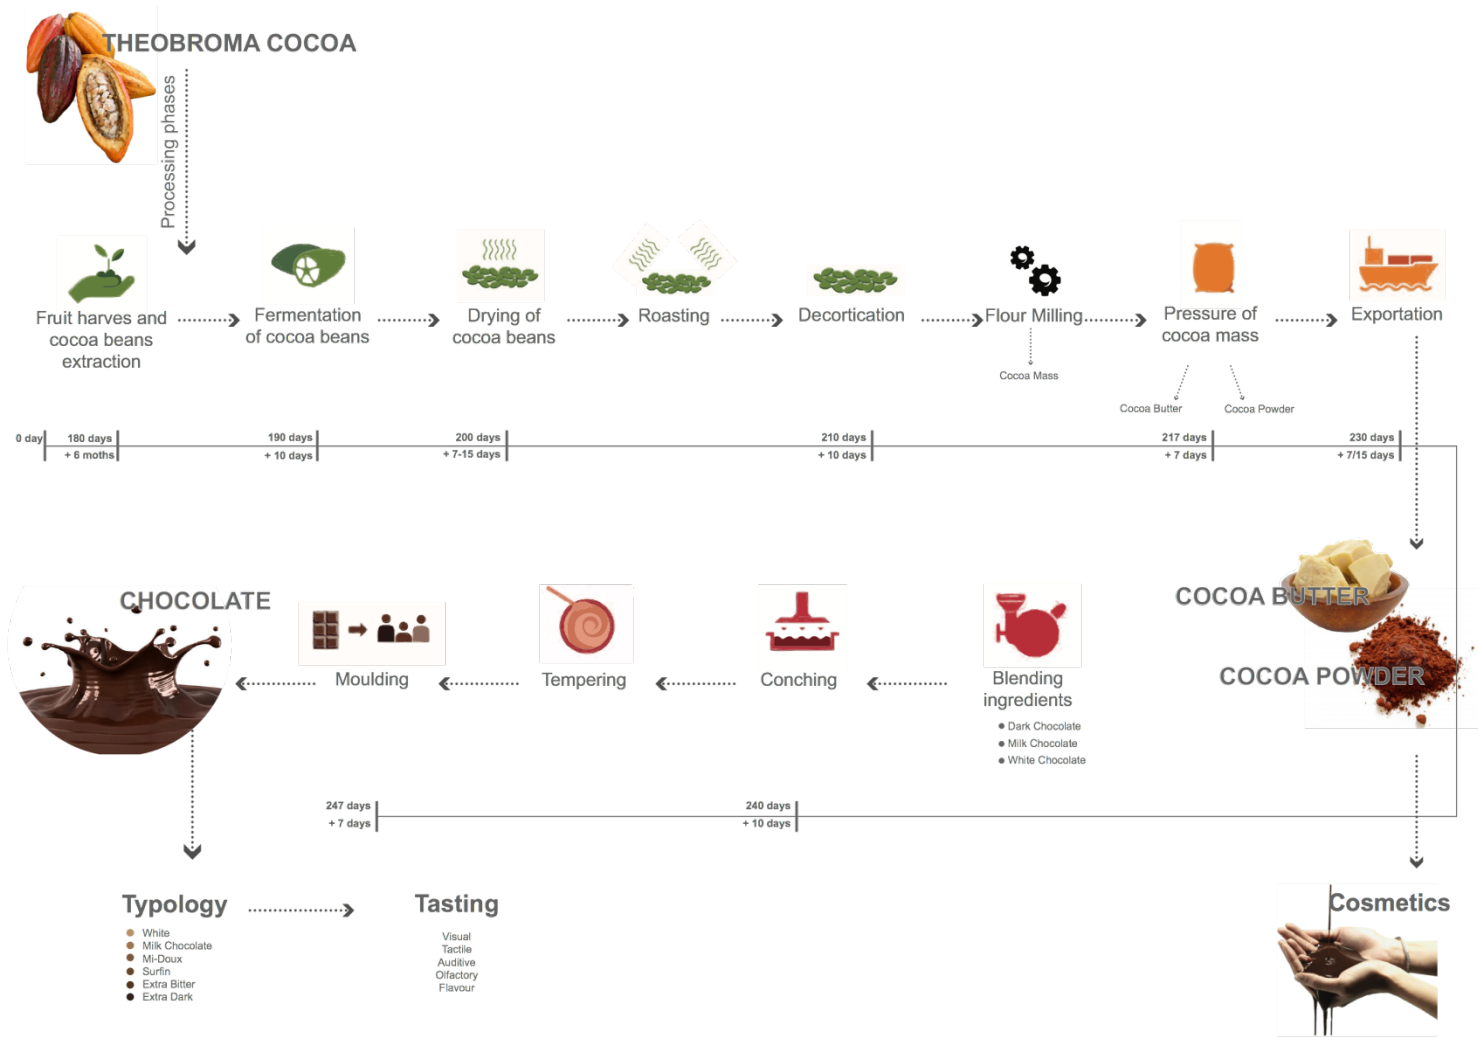 THEOBROMA COCOA
Processing phases
Fruit harves and
cocoa beans
extraction
Fermentation
of cocoa beans
Drying of
cocoa beans
Roasting
Decortication
Flour Milling
Cocoa Mass
Pressure of
cocoa mass
Cocoa Butter
Cocoa Powder
Exportation
0 day
180 days
+ 6 moths
190 days
+ 10 days
200 days
+ 7-15 days
210 days
+ 10 days
217 days
+ 7 days
230 days
+ 7/15 days
COCOA BUTTER
COCOA POWDER
Blending
ingredients
Dark Chocolate
Milk Chocolate
White Chocolate
Conching
Tempering
Moulding
CHOCOLATE
240 days
+ 10 days
247 days
+ 7 days
Typology
White
Milk Chocolate
Mi-Doux
Surfin
Extra Bitter
Extra Dark
Tasting
Visual
Tactile
Auditive
Olfactory
Flavour
Cosmetics